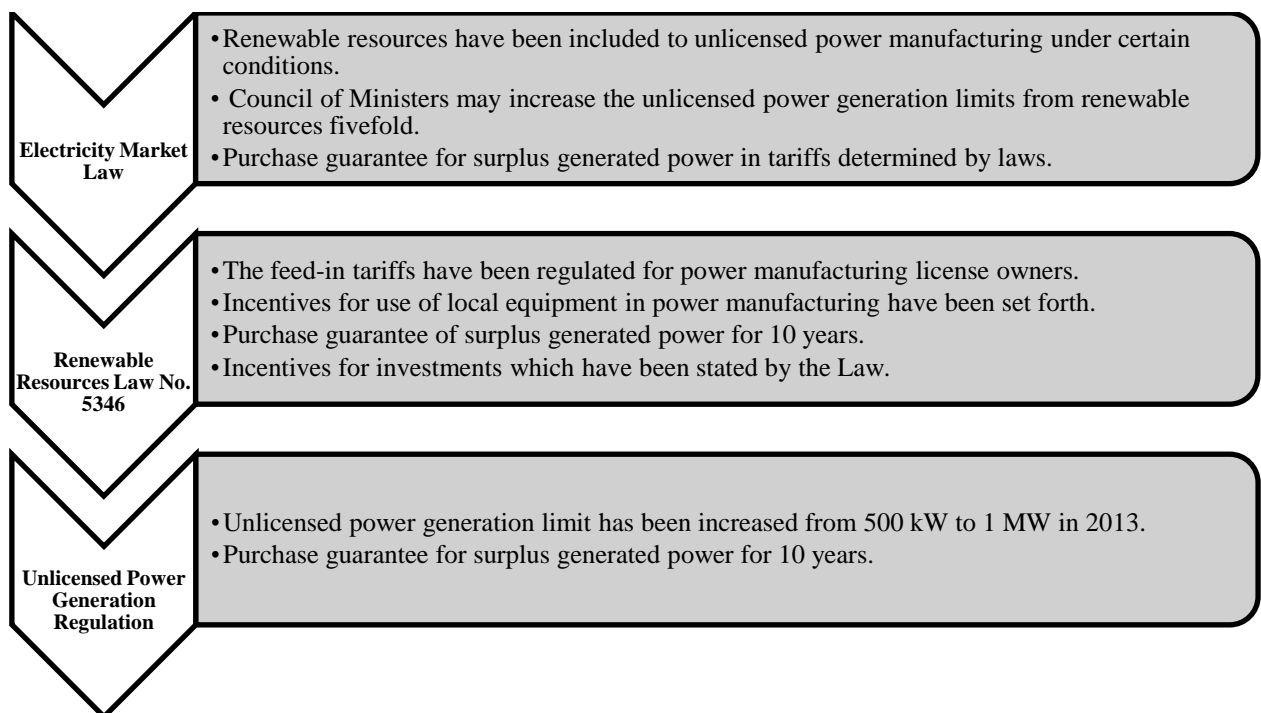 Electricity Market
Law
•Renewable resources have been included to unlicensed power manufacturing under certain
conditions.
• Council of Ministers may increase the unlicensed power generation limits from renewable
resources fivefold.
•Purchase guarantee for surplus generated power in tariffs determined by laws.
Renewable
Resources Law No.
5346
•The feed-in tariffs have been regulated for power manufacturing license owners.
•Incentives for use of local equipment in power manufacturing have been set forth.
•Purchase guarantee of surplus generated power for 10 years.
•Incentives for investments which have been stated by the Law.
Unlicensed Power
Generation
Regulation
•Unlicensed power generation limit has been increased from 500 kW to 1 MW in 2013.
•Purchase guarantee for surplus generated power for 10 years.